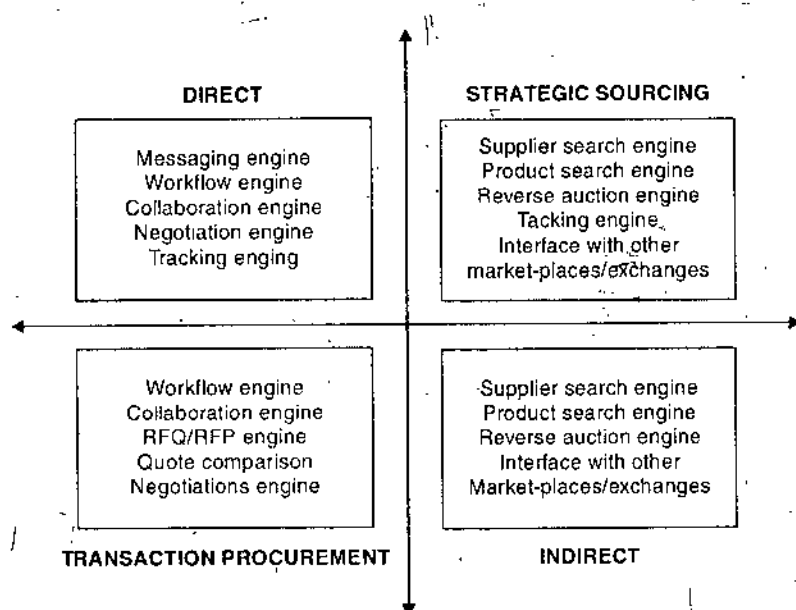 DIRECT
Messaging engine
Workflow engine
Collaboration engine
Negotiation engine
Tracking enging
STRATEGIC SOURCING
Supplier search engine
Product search engine
Reverse auction engine
Tacking engine
Interface with other
market-places/exchanges
Workflow engine
Collaboration engine
RFQ/RFP engine
Quote comparison
Negotiations engine
TRANSACTION PROCUREMENT
Supplier search engine
Product search engine
Reverse auction engine
Interface with other
Market-places/exchanges
INDIRECT